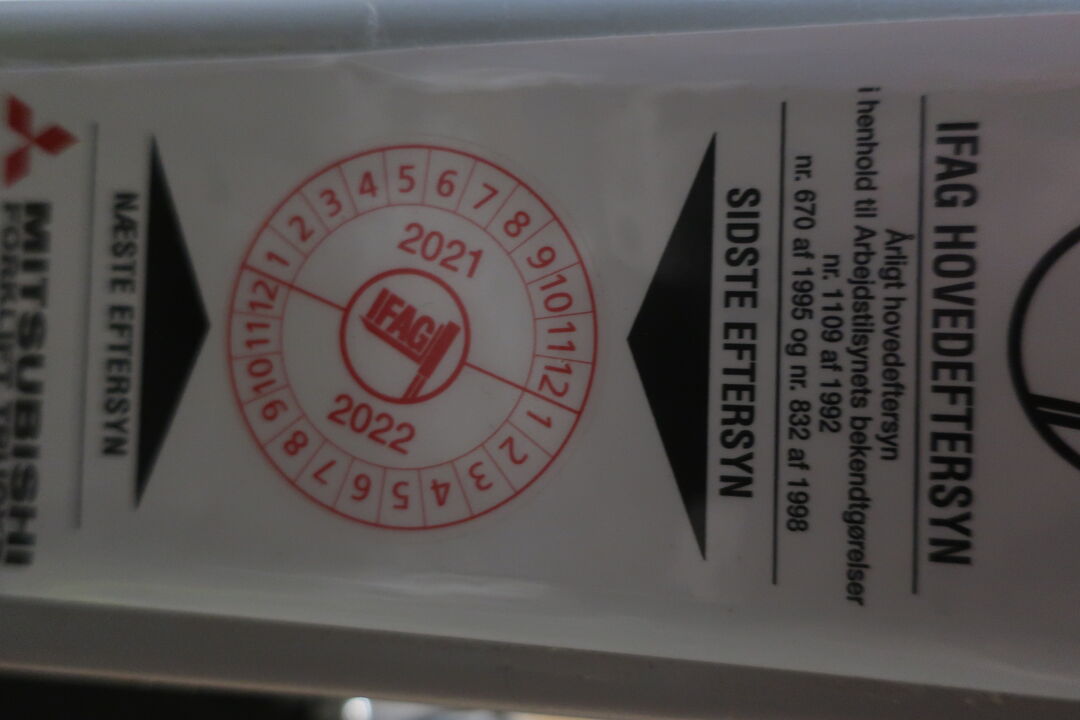 IFAG HOVEDEFTERSYN
Årligt hovedeftersyn
i henhold til Arbejdstilsynets bekendtgørelser
nr. 1109 af 1992
nr. 670 af 1995 og nr. 832 af 1998
SIDSTE EFTERSYN
1 2 3 4 5 6 7 8 9 10 11 12
2021
IFAG
2022
1 2 3 4 5 6 7 8 9 10 11 12
NÆSTE EFTERSYN
MITSUBISHI
FORKLIFT TRUCKS